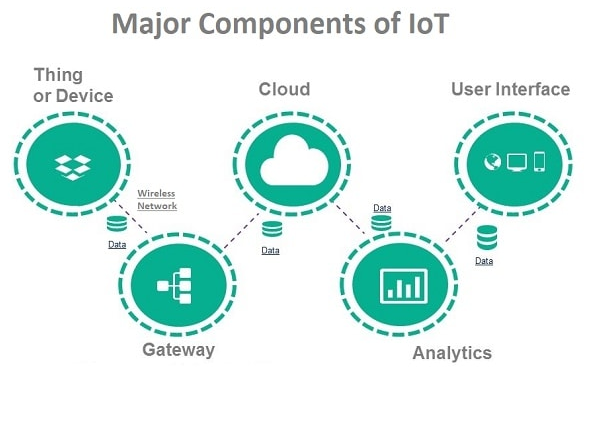 Major Components of IoT
Thing
or Device
Cloud
User Interface
Wireless
Network
Data
Data
Data
Data
Gateway
Analytics